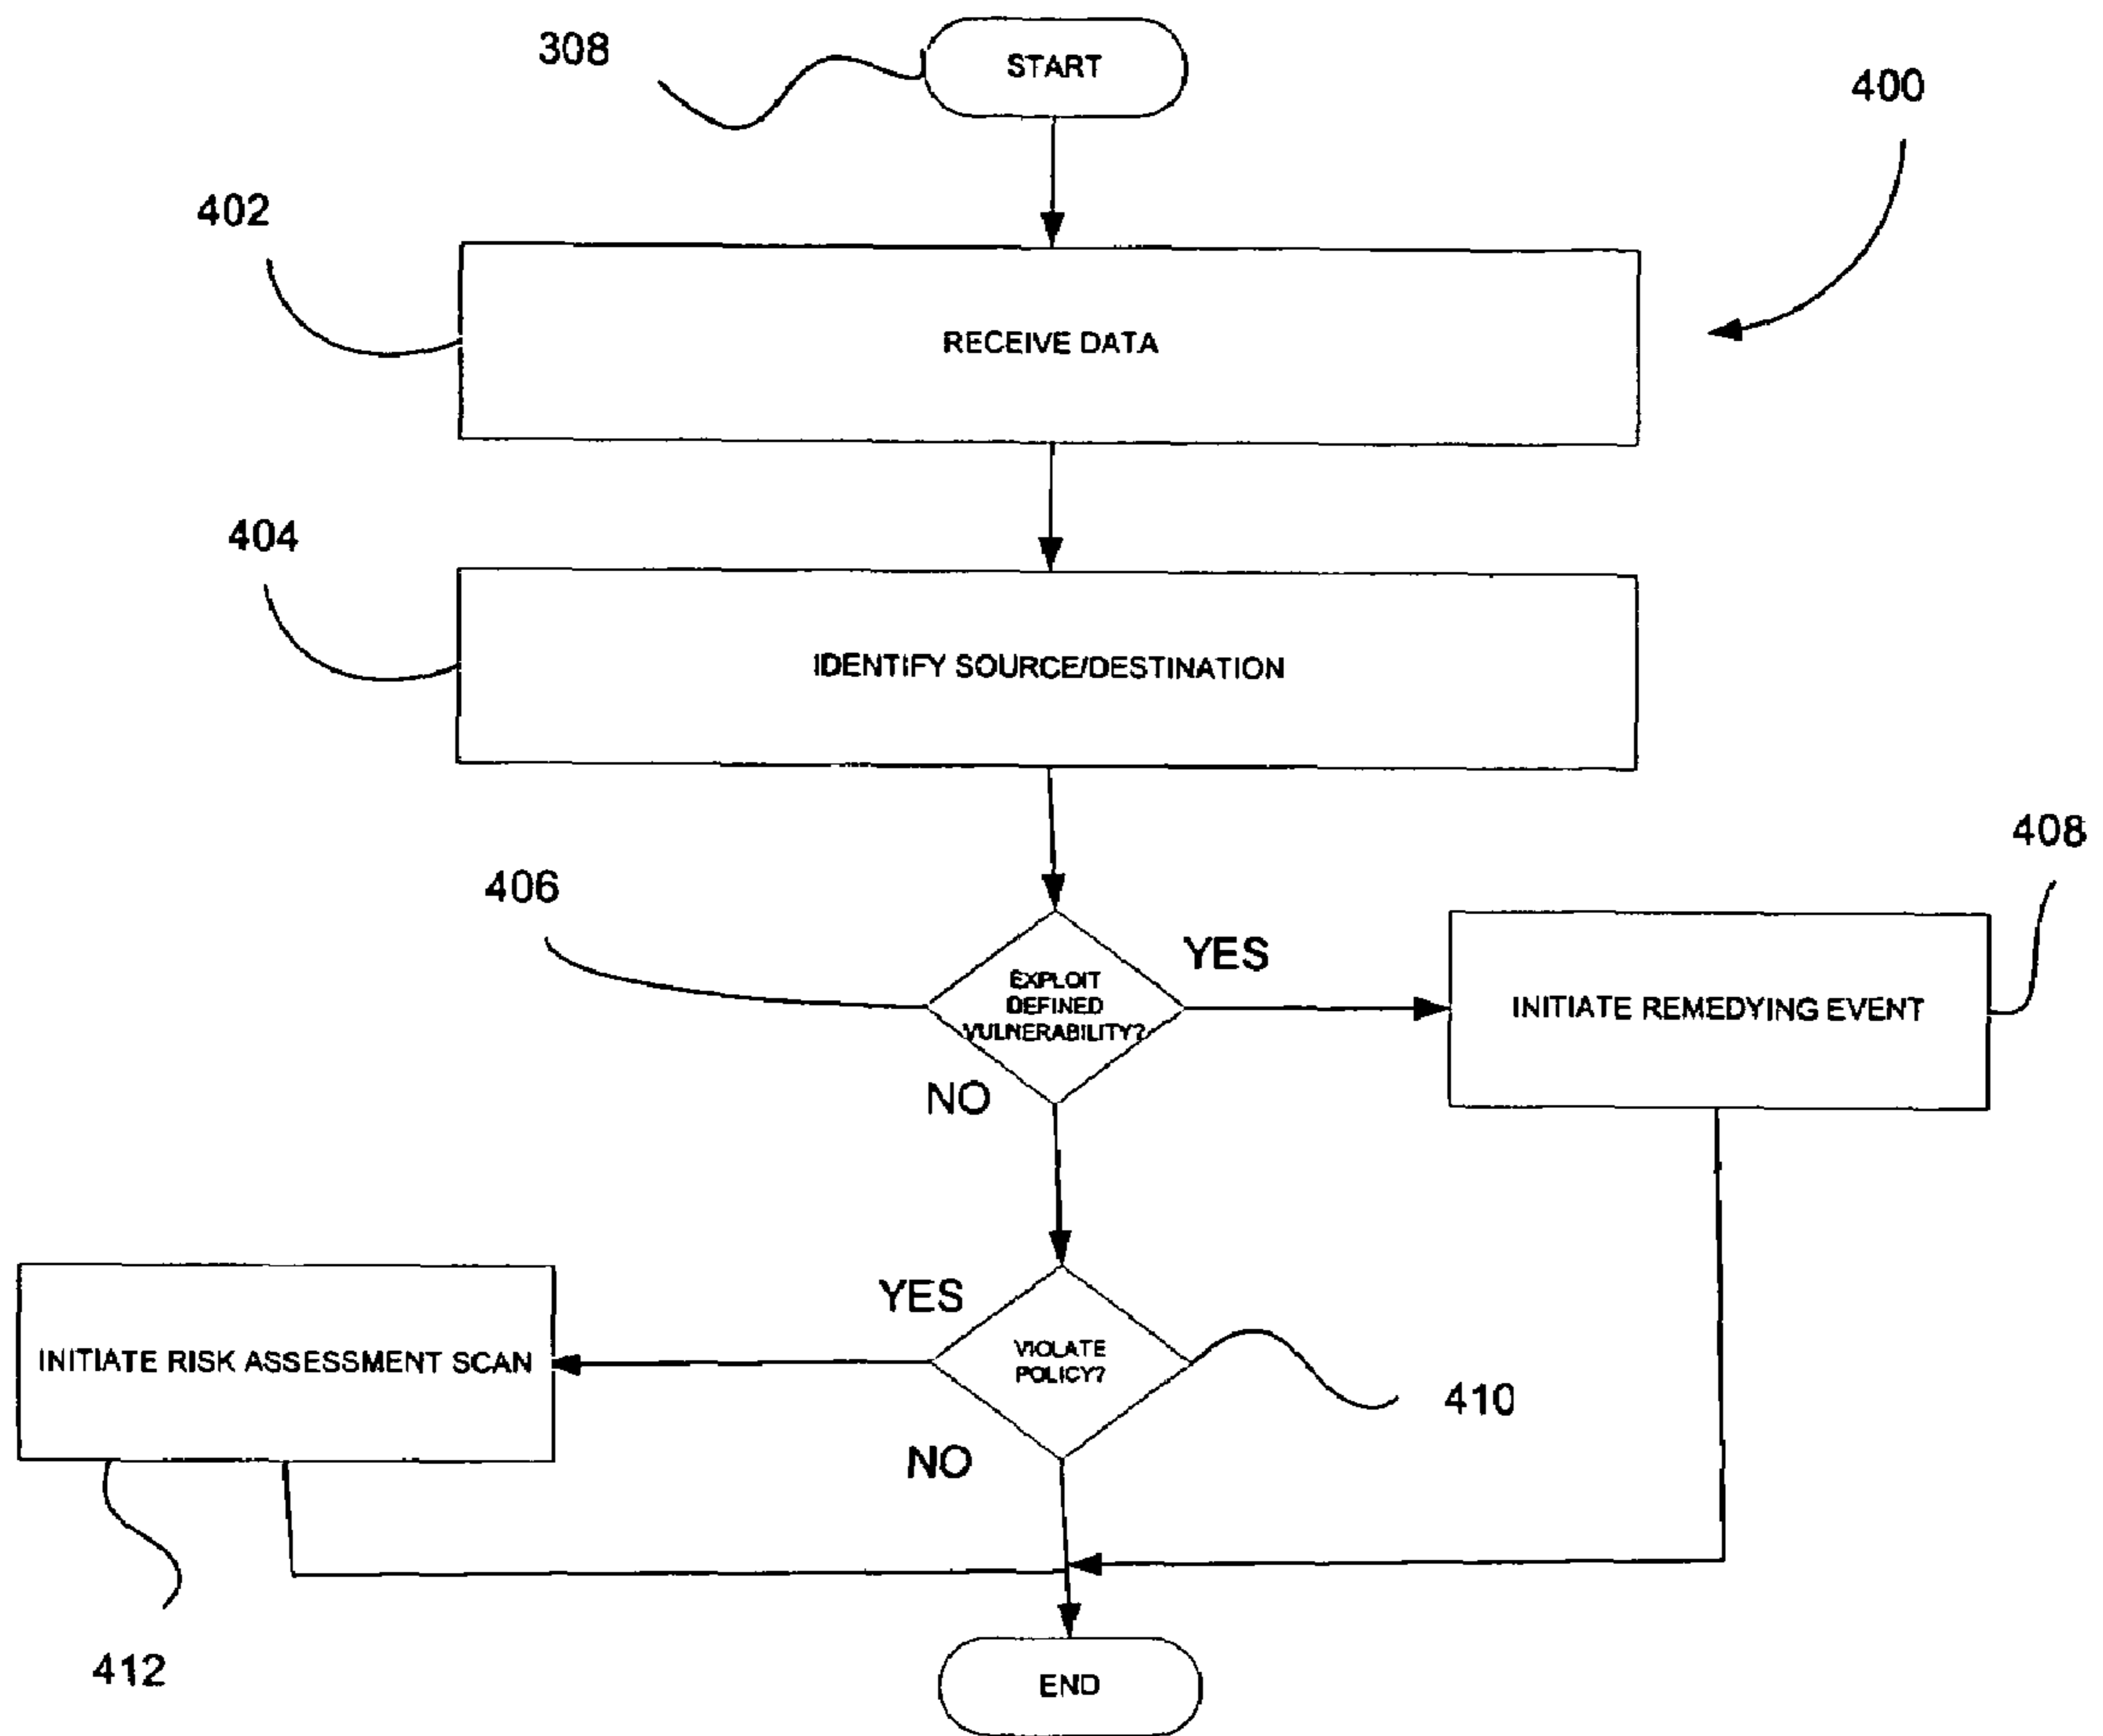 308
START
400
402
RECEIVE DATA
404
IDENTIFY SOURCE/DESTINATION
408
406
YES
EXPLOIT
DEFINED
VULNERABILITY?
INITIATE REMEDYING EVENT
NO
YES
VIOLATE
POLICY?
INITIATE RISK ASSESSMENT SCAN
410
NO
412
END